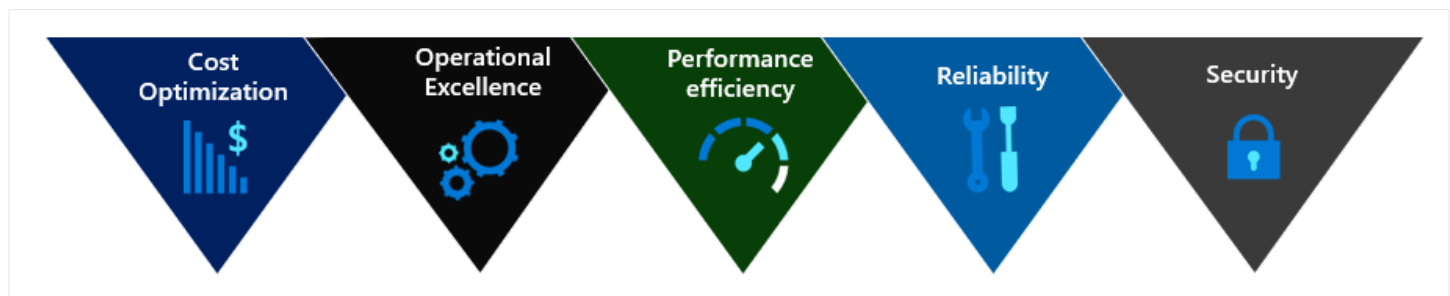 Cost
Optimization
$
Operational
Excellence
Performance
efficiency
Reliability
Security